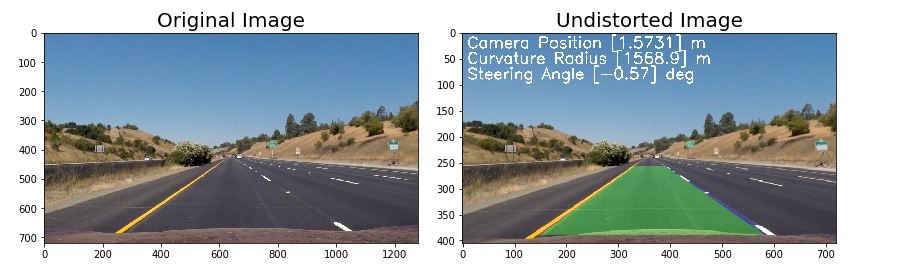 Original Image
0
100
200
300
400
500
600
700
0 200 400 600 800 1000 1200
Undistorted Image
Camera Position [1.5731] m
Curvature Radius [1568.9] m
Steering Angle [-0.57] deg
0
50
100
150
200
250
300
350
400
0 100 200 300 400 500 600 700